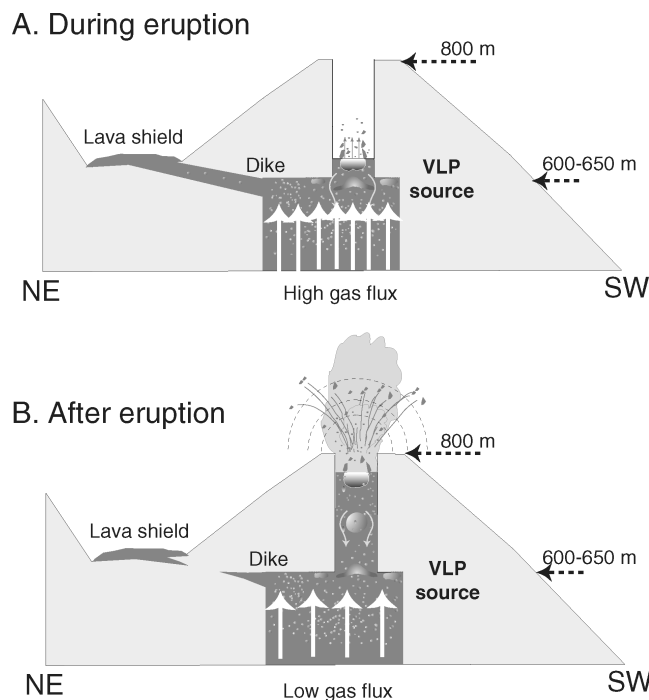 A. During eruption
800 m
Lava shield
Dike
VLP
source
600-650 m
NE
High gas flux
SW
B. After eruption
800 m
Lava shield
Dike
VLP
source
600-650 m
NE
Low gas flux
SW